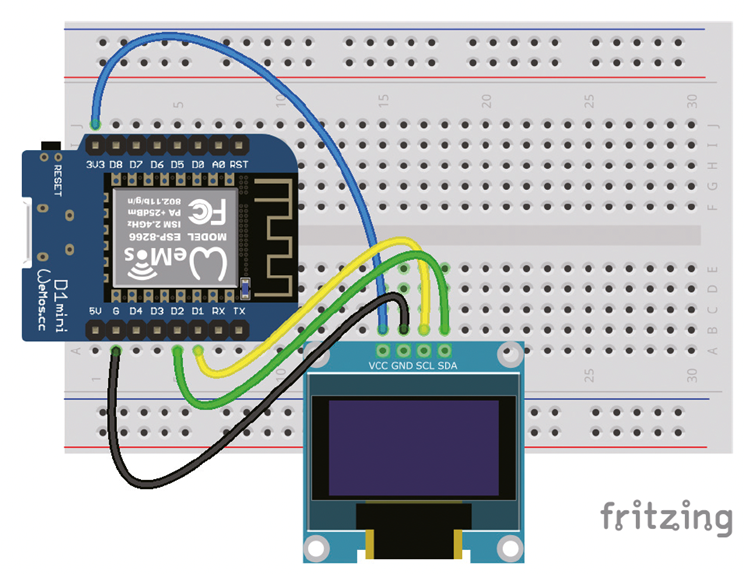 5 10 15 20 25 30
J
I
H
G
F
3V3 D8 D7 D6 D5 D0 A0 RST
RESET
WeMos
MODEL ESP-8266
ISM 2.4GHz
PA +25dBm
802.11b/g/n
FC
D1 mini
WeMos.cc
5V G D4 D3 D2 D1 RX TX
E
D
C
B
A
A
1 15 20 25 30
VCC GND SCL SDA
fritzing